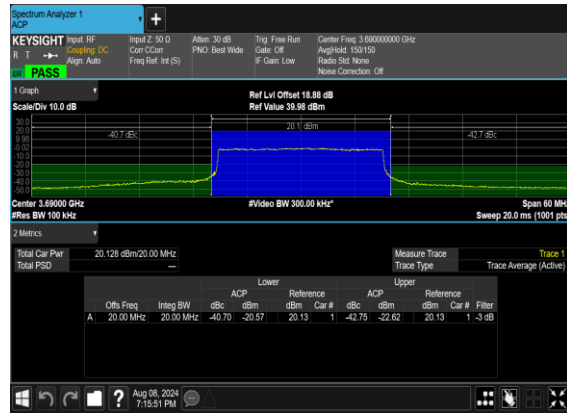 Spectrum Analyzer 1
ACP
+
KEYSIGHT Input: RF Input Z: 50 Ω Atten: 30 dB Trig: Free Run Center Freq: 3.690000000 GHz
R T Coupling: DC Corr CCorr PNO: Best Wide Gate: Off Avg|Hold: 150/150
Align: Auto Freq Ref: Int (S) IF Gain: Low Radio Std: None
PASS Noise Correction: Off
1 Graph Ref Lvl Offset 18.88 dB
Scale/Div 10.0 dB Ref Value 39.98 dBm
30.0
20.0 20.1 dBm
9.98 -40.7 dBc -42.7 dBc
-0.02
-10.0
-20.0
-30.0
-40.0
-50.0
Center 3.69000 GHz #Video BW 300.00 kHz* Span 60 MHz
#Res BW 100 kHz Sweep 20.0 ms (1001 pts)
2 Metrics
Total Car Pwr 20.128 dBm/20.00 MHz Measure Trace Trace 1
Total PSD --- Trace Type Trace Average (Active)
Lower Upper
ACP Reference ACP Reference
Offs Freq Integ BW dBc dBm dBm Car # dBc dBm dBm Car # Filter
A 20.00 MHz 20.00 MHz -40.70 -20.57 20.13 1 -42.75 -22.62 20.13 1 -3 dB
? Aug 08, 2024
7:15:51 PM